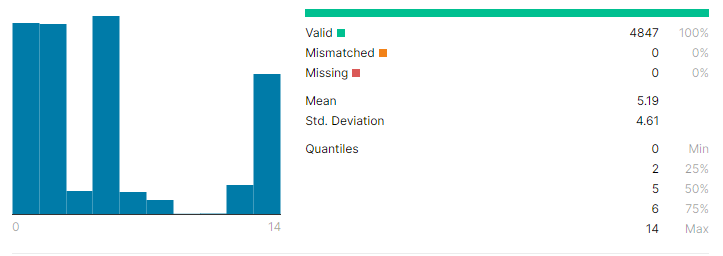 Valid 4847 100%
Mismatched 0 0%
Missing 0 0%
Mean 5.19
Std. Deviation 4.61
Quantiles 0 Min
2 25%
5 50%
6 75%
14 Max
0 14